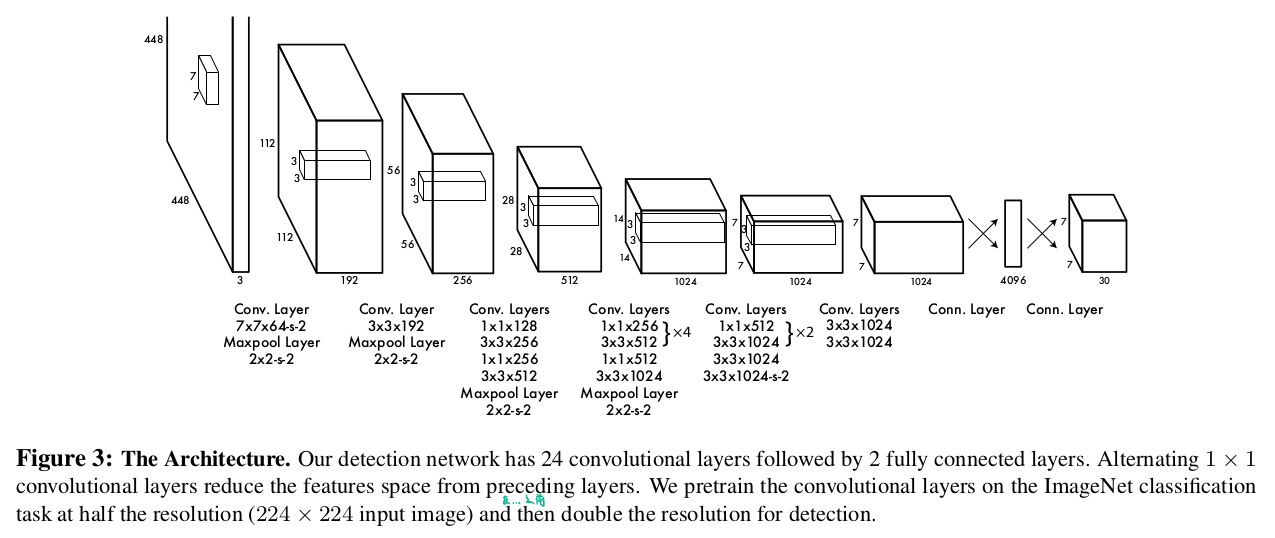 448
7
7
448
3
112
3
3
112
192
56
3
3
56
256
28
3
3
28
512
14
3
3
14
1024
7
3
3
7
1024
7
7
1024
4096
7
7
30
Conv. Layer
7x7x64-s-2
Maxpool Layer
2x2-s-2
Conv. Layer
3x3x192
Maxpool Layer
2x2-s-2
Conv. Layers
1x1x128
3x3x256
1x1x256
3x3x512
Maxpool Layer
2x2-s-2
Conv. Layers
1x1x256
3x3x512 }×4
1x1x512
3x3x1024
Maxpool Layer
2x2-s-2
Conv. Layers
1x1x512
3x3x1024 }×2
3x3x1024
3x3x1024-s-2
Conv. Layers
3x3x1024
3x3x1024
Conn. Layer
Conn. Layer
Figure 3: The Architecture. Our detection network has 24 convolutional layers followed by 2 fully connected layers. Alternating 1 × 1
convolutional layers reduce the features space from preceding layers. We pretrain the convolutional layers on the ImageNet classification
task at half the resolution (224 × 224 input image) and then double the resolution for detection.